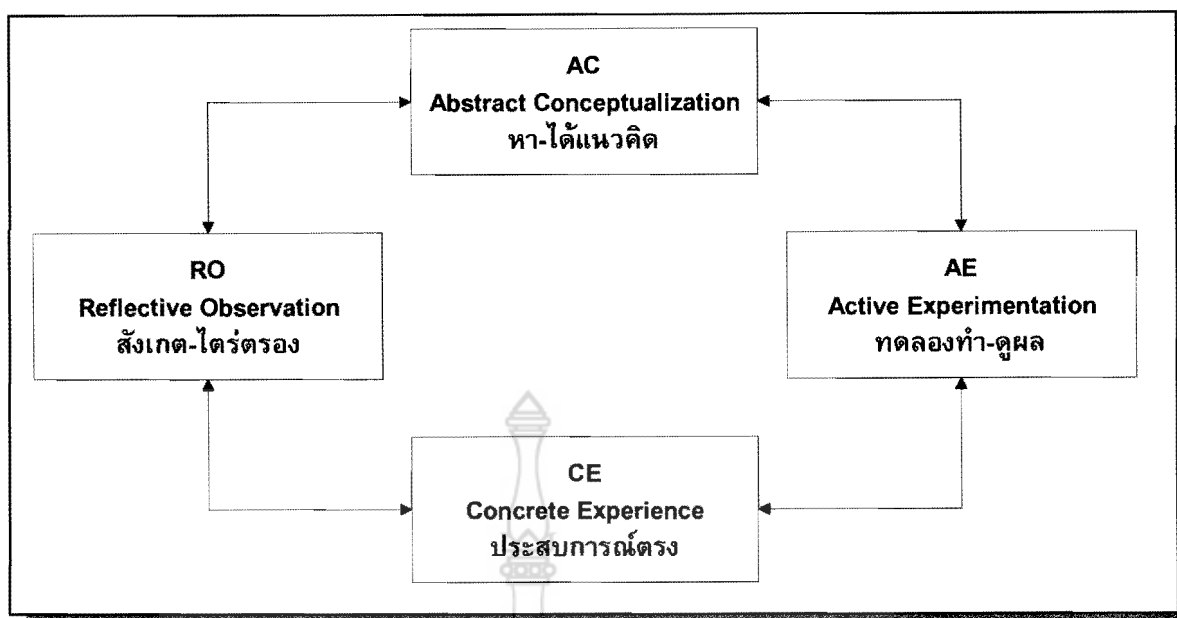 AC
Abstract Conceptualization
หา-ได้แนวคิด
RO
Reflective Observation
สังเกต-ไตร่ตรอง
AE
Active Experimentation
ทดลองทำ-ดูผล
CE
Concrete Experience
ประสบการณ์ตรง